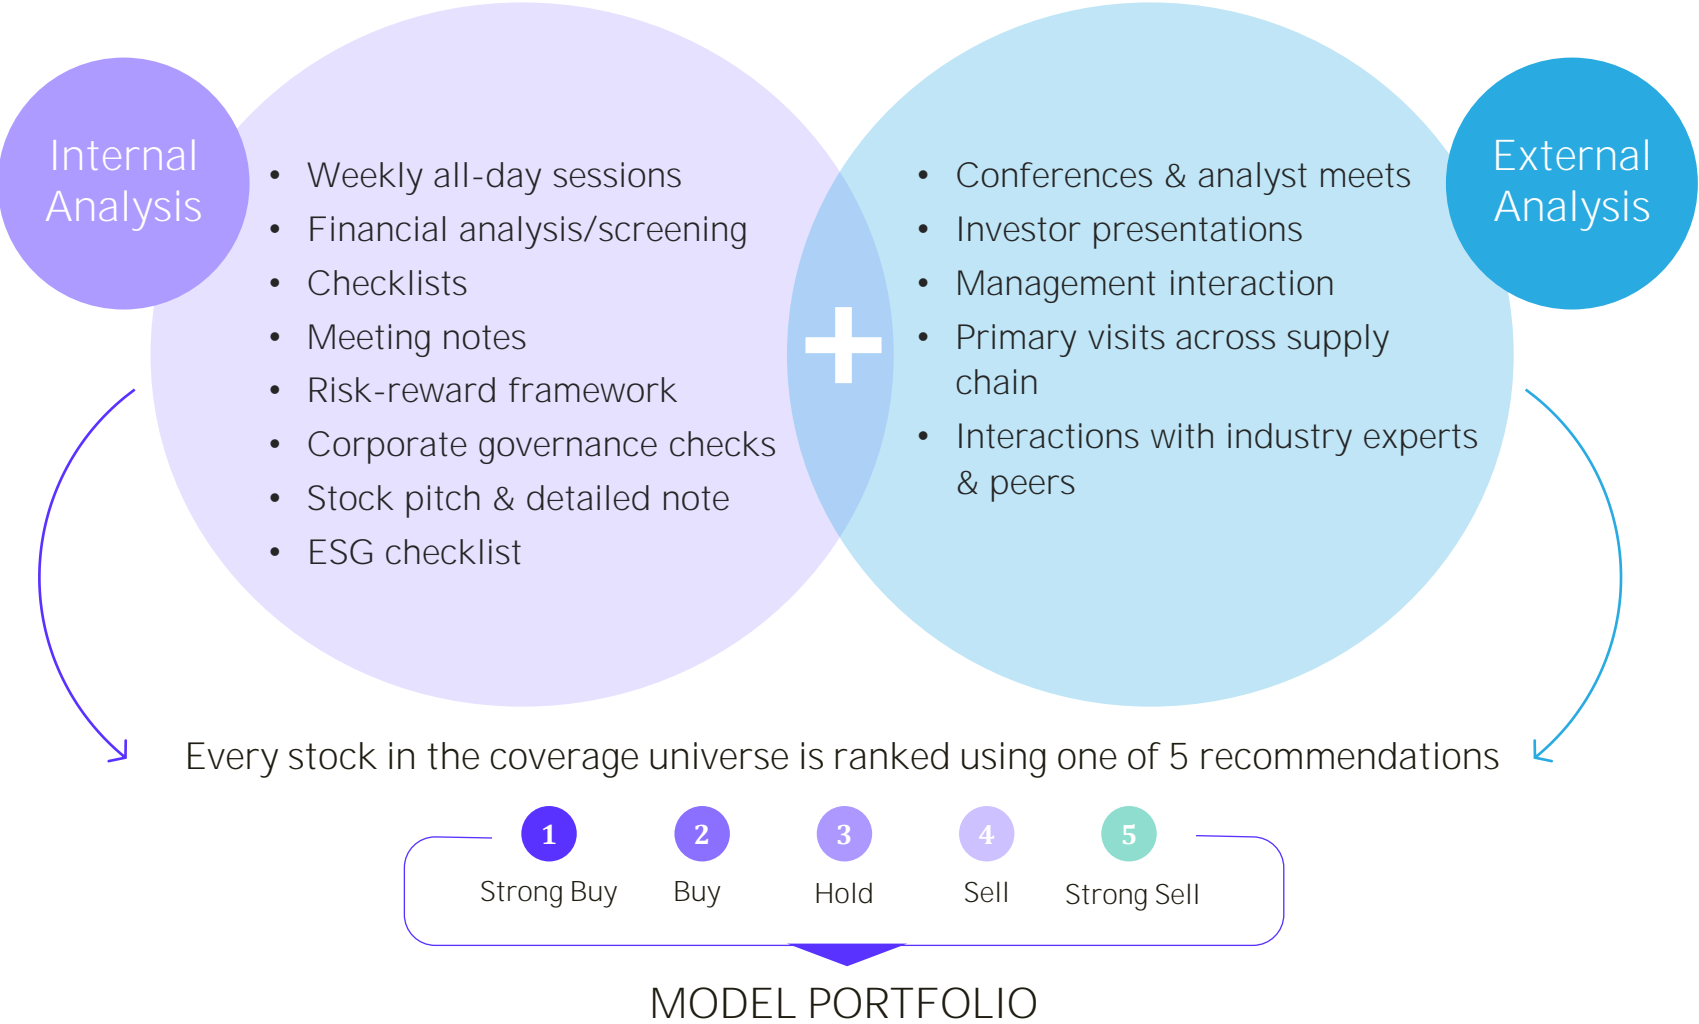 Internal
Analysis
• Weekly all-day sessions
• Financial analysis/screening
• Checklists
• Meeting notes
• Risk-reward framework
• Corporate governance checks
• Stock pitch & detailed note
• ESG checklist
+
External
Analysis
• Conferences & analyst meets
• Investor presentations
• Management interaction
• Primary visits across supply
chain
• Interactions with industry experts
& peers
Every stock in the coverage universe is ranked using one of 5 recommendations
1 2 3 4 5
Strong Buy Buy Hold Sell Strong Sell
MODEL PORTFOLIO